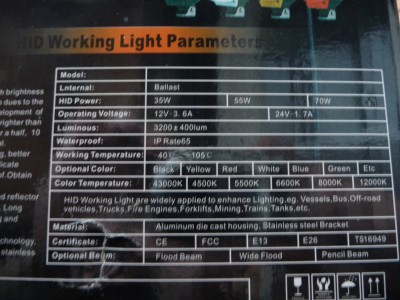 HID Working Light Parameters
Model:
Lnternal: Ballast
HID Power: 35W 55W 70W
Operating Voltage: 12V 3.6A 24V 1.7A
Luminous: 3200±400lum
Waterproof: IP Rate65
Working Temperature: -40 105℃
Optional Color: Black Yellow Red White Blue Green Etc
Color Temperature: 43000K 4500K 5500K 6600K 8000K 12000K
HID Working Light are widely applied to enhance Lighting.eg. Vessels,Bus,Off-road
vehicles,Trucks,Fire Engines,Forklifts,Mining,Trains,Tanks,etc.
Material: Aluminum die cast housing, Stainless steel Bracket
Certificate: CE FCC E13 E26 TS16949
Optional Beam: Flood Beam Wide Flood Pencil Beam
brightness
dues to the
of
than
half, 10
better
of Obtain
reflector
Long
and
stainless